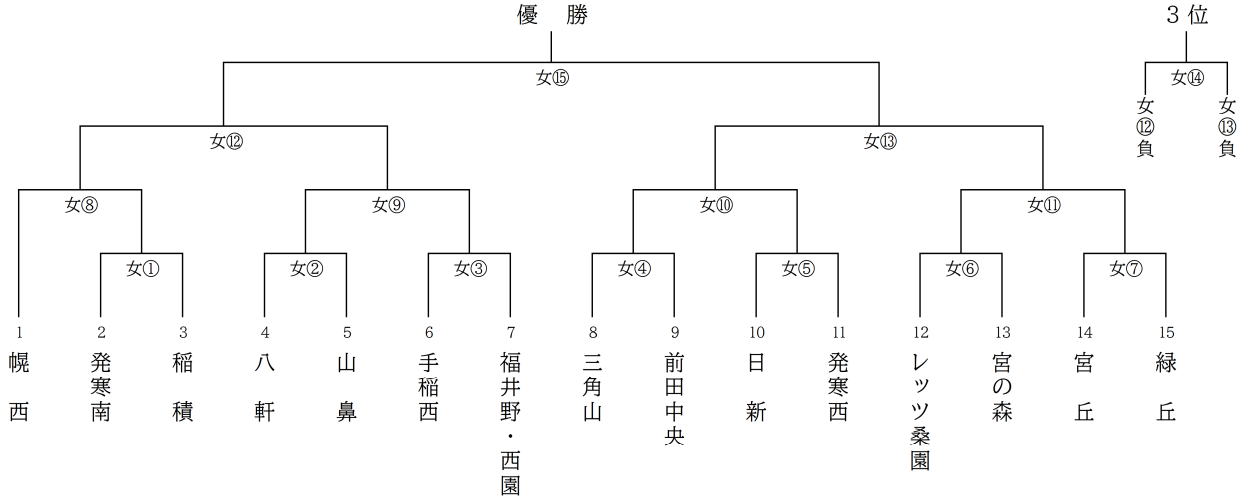 優　勝
３ 位
女⑮
女⑭
女⑫負
女⑬負
女⑫
女⑬
女⑧
女⑨
女⑩
女⑪
女①
女②
女③
女④
女⑤
女⑥
女⑦
1
2
3
4
5
6
7
8
9
10
11
12
13
14
15
幌　西
発寒南
稲　積
八　軒
山　鼻
手稲西
福井野・西園
三角山
前田中央
日　新
発寒西
レッツ桑園
宮の森
宮　丘
緑　丘